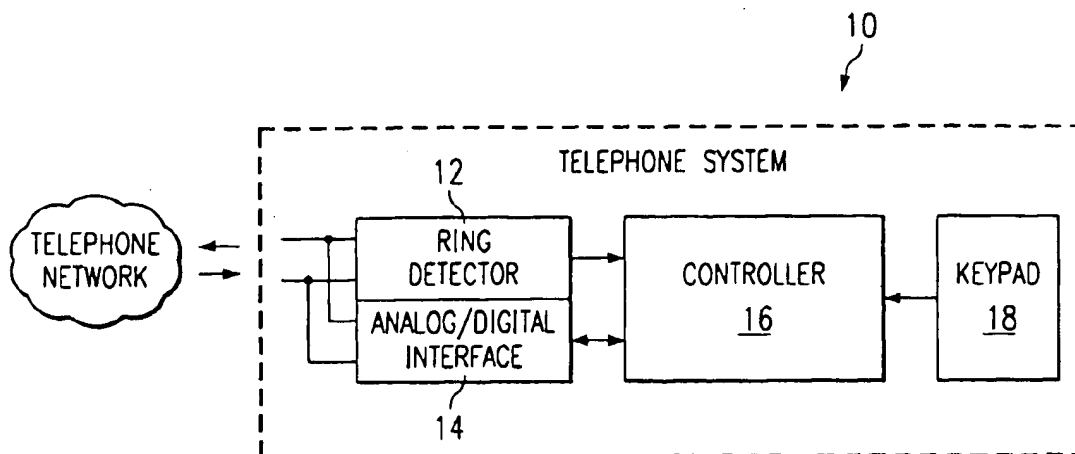 10
TELEPHONE SYSTEM
12
TELEPHONE
NETWORK
RING
DETECTOR
ANALOG/DIGITAL
INTERFACE
14
CONTROLLER
16
KEYPAD
18